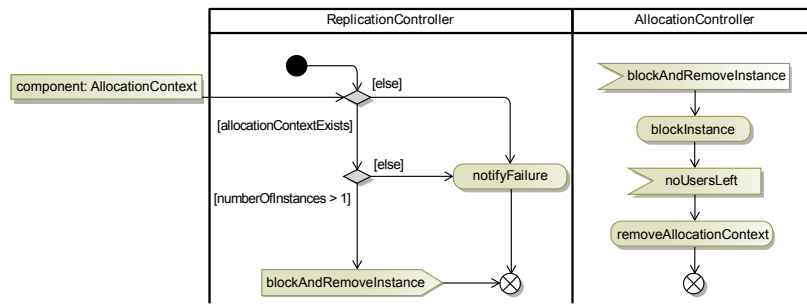 ReplicationController
AllocationController
component: AllocationContext
[else]
[allocationContextExists]
[else]
notifyFailure
[numberOfInstances > 1]
blockAndRemoveInstance
blockAndRemoveInstance
blockInstance
noUsersLeft
removeAllocationContext